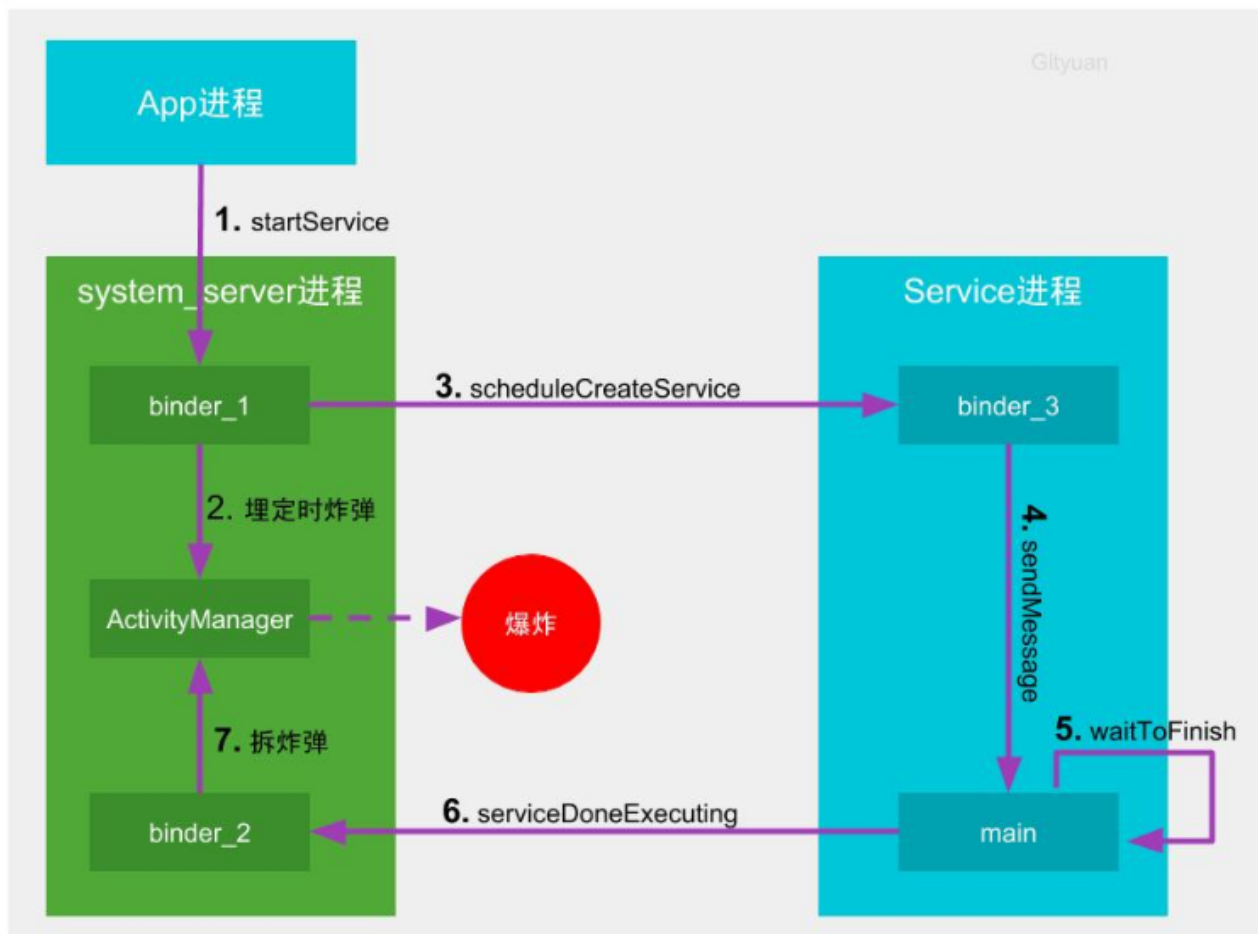 Gityuan
App进程
1. startService
system_server进程
Service进程
binder_1
3. scheduleCreateService
binder_3
2. 埋定时炸弹
4. sendMessage
ActivityManager
爆炸
7. 拆炸弹
5. waitToFinish
binder_2
6. serviceDoneExecuting
main